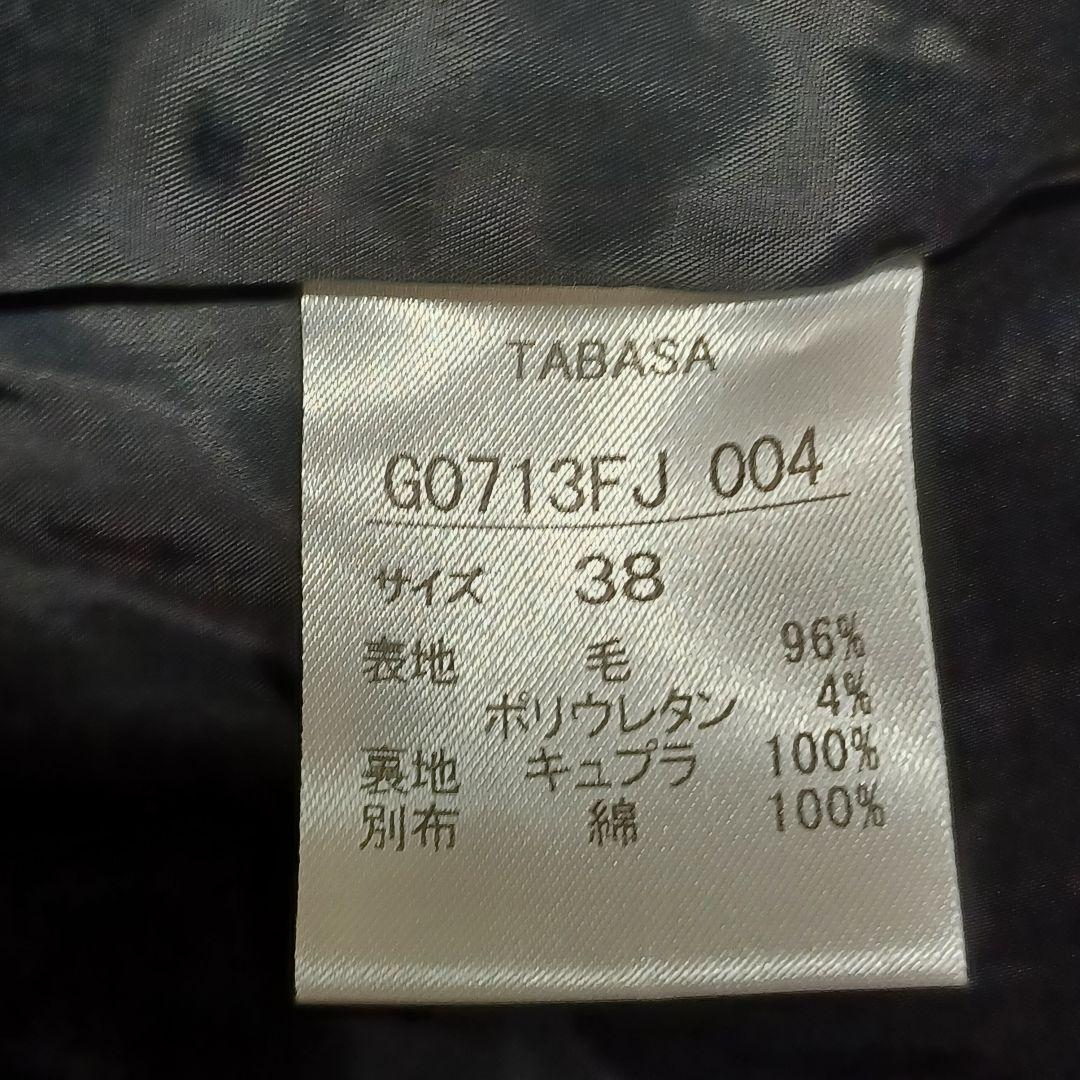 TABASA
G0713FJ 004
サイズ 38
表地 毛 96%
ポリウレタン 4%
裏地 キュプラ 100%
別布 綿 100%